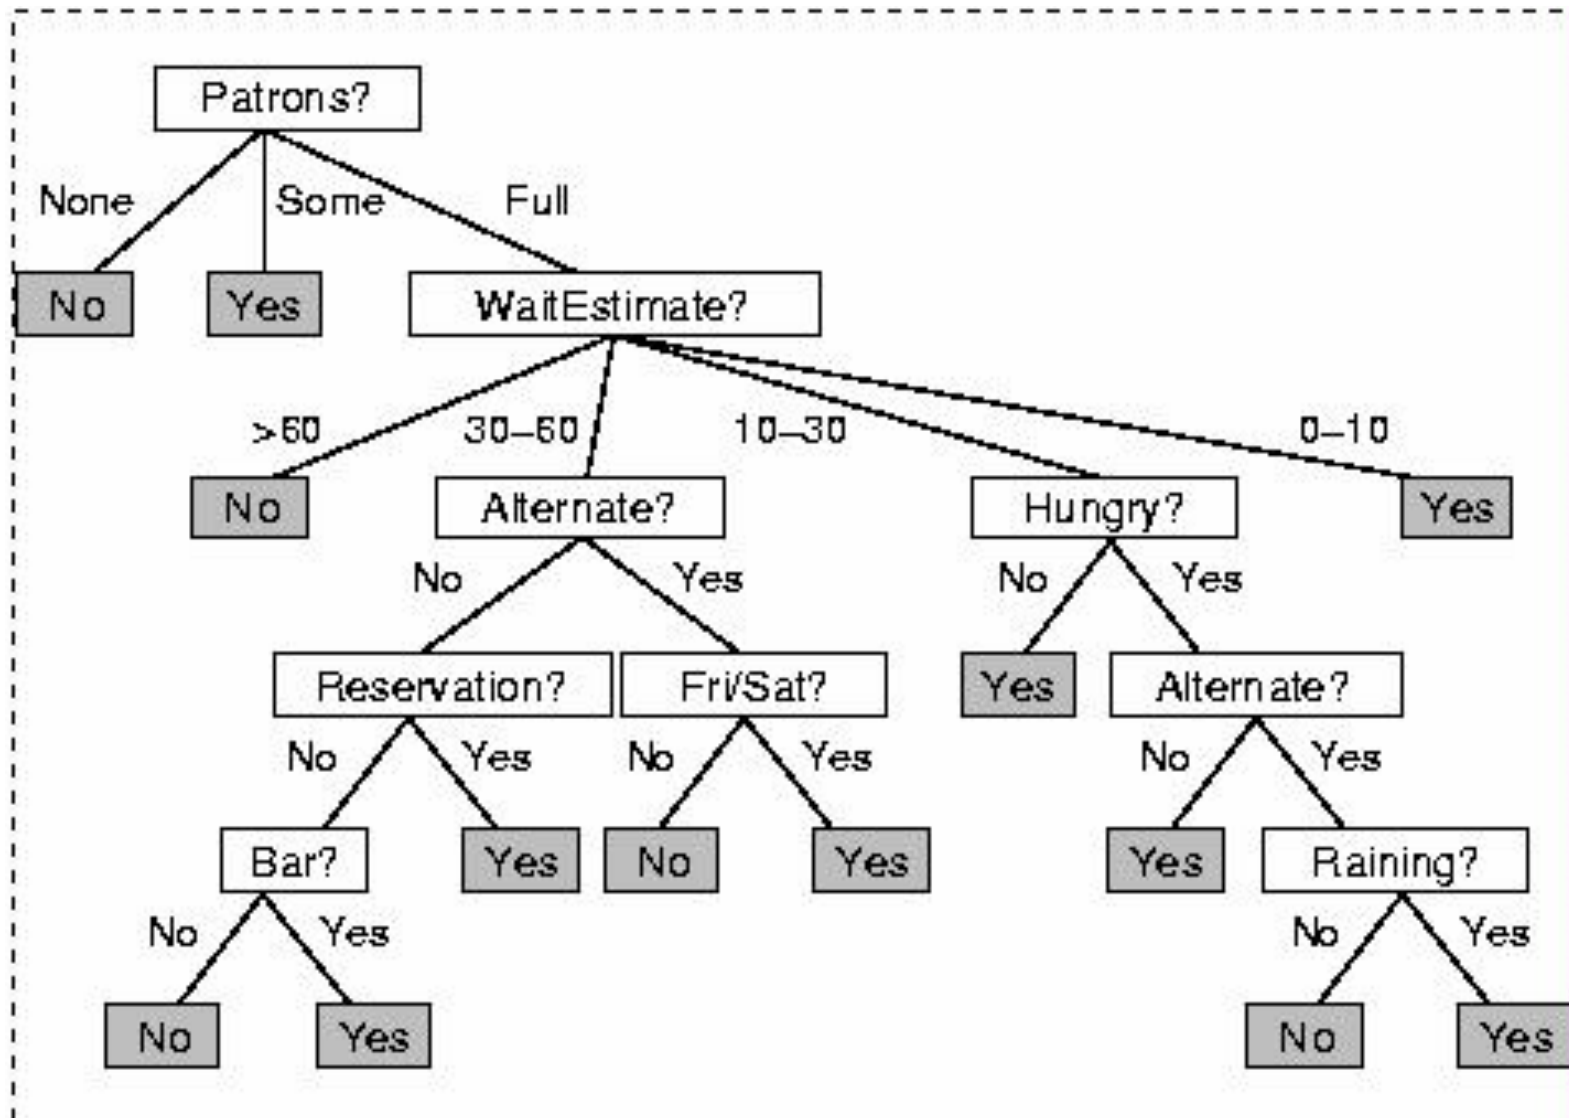 Patrons?
None Some Full
No Yes WaitEstimate?
>60 30–60 10–30 0–10
No Alternate? Hungry? Yes
No Yes No Yes
Reservation? Fri/Sat? Yes Alternate?
No Yes No Yes No Yes
Bar? Yes No Yes Yes Raining?
No Yes No Yes
No Yes No Yes